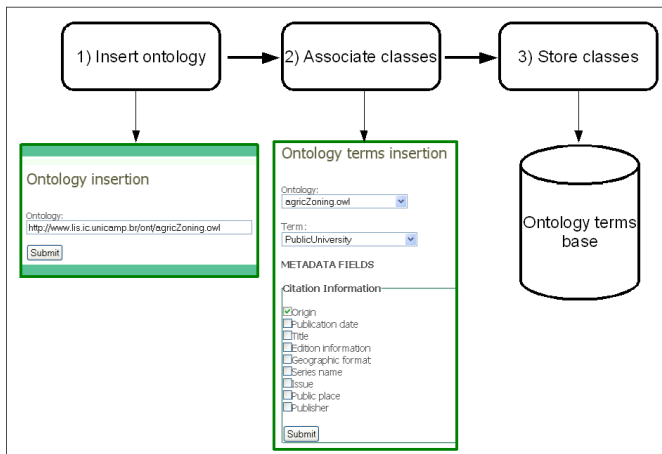 1) Insert ontology
2) Associate classes
3) Store classes
Ontology insertion
Ontology:
http://www.lis.ic.unicamp.br/ont/agricZoning.owl
Submit
Ontology terms insertion
Ontology:
agricZoning.owl
Term:
PublicUniversity
METADATA FIELDS
Citation Information
Origin
Publication date
Title
Edition information
Geographic format
Series name
Issue
Public place
Publisher
Submit
Ontology terms
base